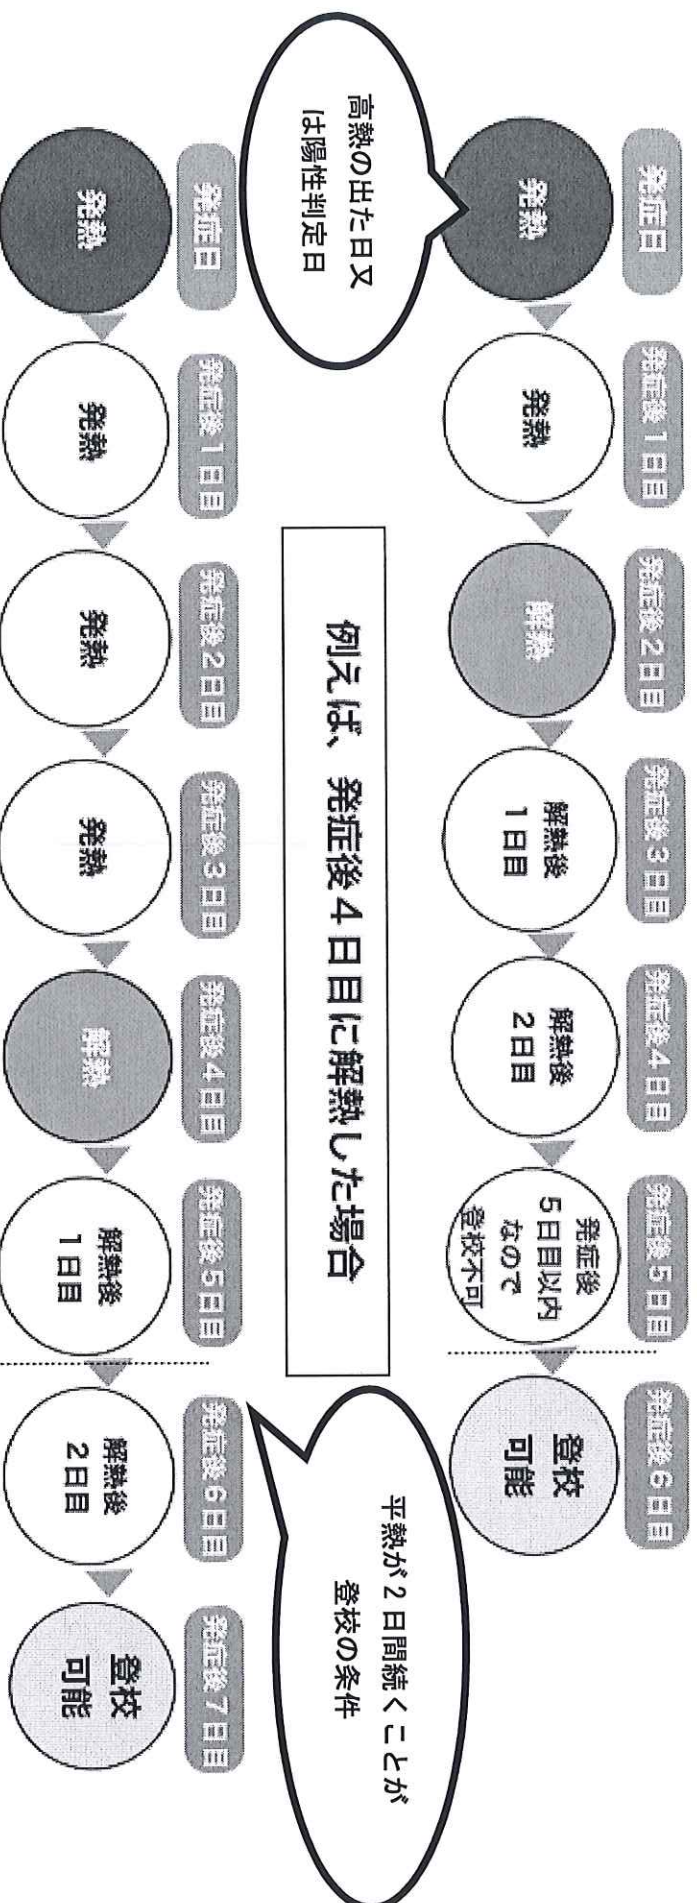 発症日
発症後1日目
発症後2日目
発症後3日目
発症後4日目
発症後5日目
発症後6日目
発熱
発熱
解熱
解熱後
1日目
解熱後
2日目
発症後
5日目以内
なので
登校不可
登校
可能
高熱の出た日又
は陽性判定日
例えば、発症後4日目に解熱した場合
平熱が2日間続くことが
登校の条件
発症日
発症後1日目
発症後2日目
発症後3日目
発症後4日目
発症後5日目
発症後6日目
発症後7日目
発熱
発熱
発熱
発熱
解熱
解熱後
1日目
解熱後
2日目
登校
可能